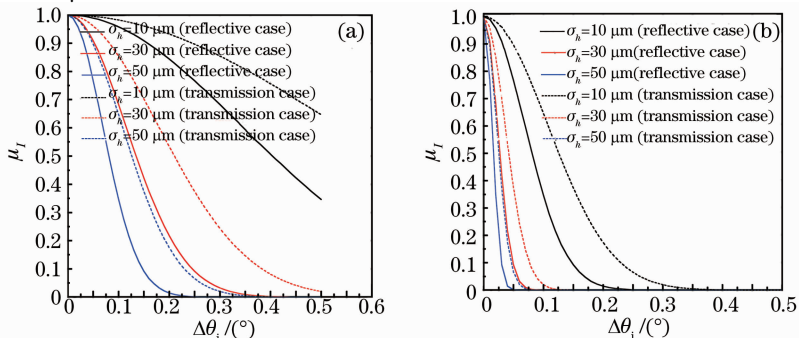 (a)
σh=10 μm (reflective case)
σh=30 μm (reflective case)
σh=50 μm (reflective case)
σh=10 μm (transmission case)
σh=30 μm (transmission case)
σh=50 μm (transmission case)
μI
1.0
0.9
0.8
0.7
0.6
0.5
0.4
0.3
0.2
0.1
0
0 0.1 0.2 0.3 0.4 0.5 0.6
Δθi /(°)
(b)
σh=10 μm (reflective case)
σh=30 μm(reflective case)
σh=50 μm(reflective case)
σh=10 μm (transmission case)
σh=30 μm (transmission case)
σh=50 μm (transmission case)
μI
1.0
0.9
0.8
0.7
0.6
0.5
0.4
0.3
0.2
0.1
0
0 0.1 0.2 0.3 0.4 0.5
Δθi /(°)